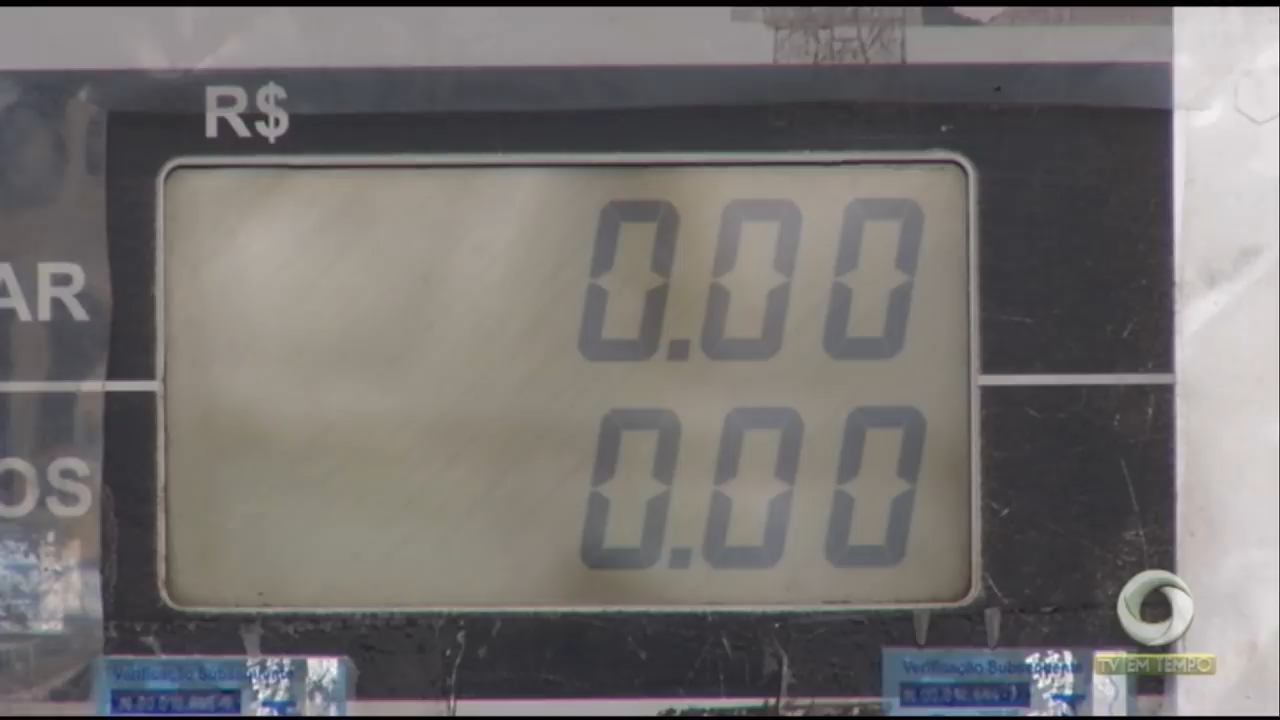 R$
AR
0.00
OS
0.00
Verificação Subsequente
Verificação Subsequente
TV EM TEMPO